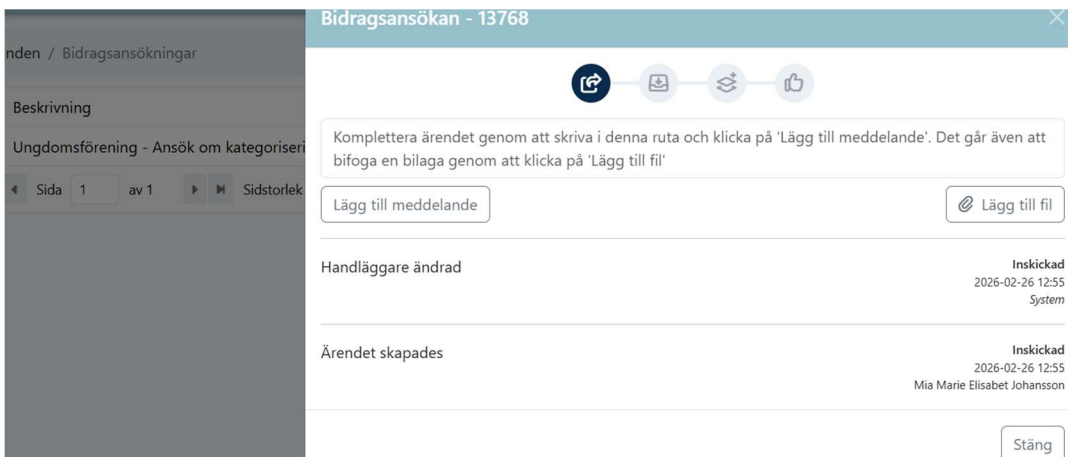 Bidragsansökan - 13768
nden / Bidragsansökningar
Beskrivning
Ungdomsförening - Ansök om kategoriseri
Sida 1 av 1 Sidstorlek
Komplettera ärendet genom att skriva i denna ruta och klicka på 'Lägg till meddelande'. Det går även att
bifoga en bilaga genom att klicka på 'Lägg till fil'
Lägg till meddelande
Lägg till fil
Handläggare ändrad
Inskickad
2026-02-26 12:55
System
Ärendet skapades
Inskickad
2026-02-26 12:55
Mia Marie Elisabet Johansson
Stäng